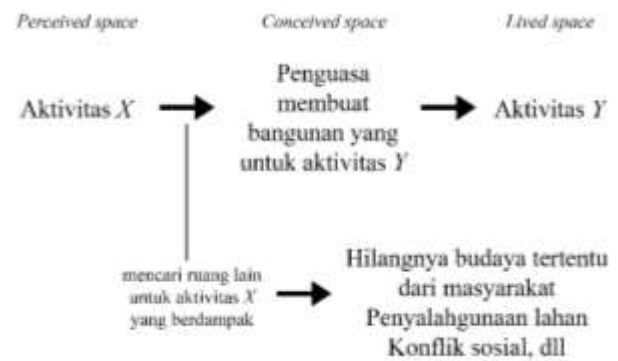 Perceived space
Conceived space
Lived space
Aktivitas X
Penguasa
membuat
bangunan yang
untuk aktivitas Y
Aktivitas Y
mencari ruang lain
untuk aktivitas X
yang berdampak
Hilangnya budaya tertentu
dari masyarakat
Penyalahgunaan lahan
Konflik sosial, dll